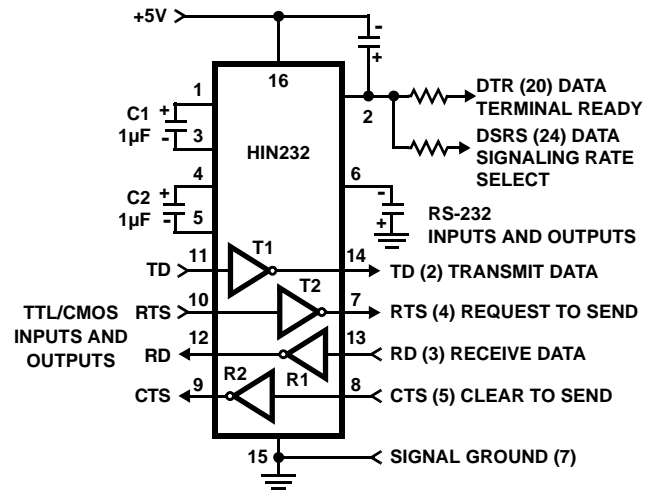 +5V
-
+
16
1
C1
+
1µF
-
3
HIN232
2
DTR (20) DATA
TERMINAL READY
DSRS (24) DATA
SIGNALING RATE
SELECT
4
C2
+
1µF
-
5
6
-
+
RS-232
INPUTS AND OUTPUTS
TD
11
T1
14
TD (2) TRANSMIT DATA
TTL/CMOS
INPUTS AND
OUTPUTS
RTS
10
T2
7
RTS (4) REQUEST TO SEND
RD
12
R1
13
RD (3) RECEIVE DATA
CTS
9
R2
8
CTS (5) CLEAR TO SEND
15
SIGNAL GROUND (7)